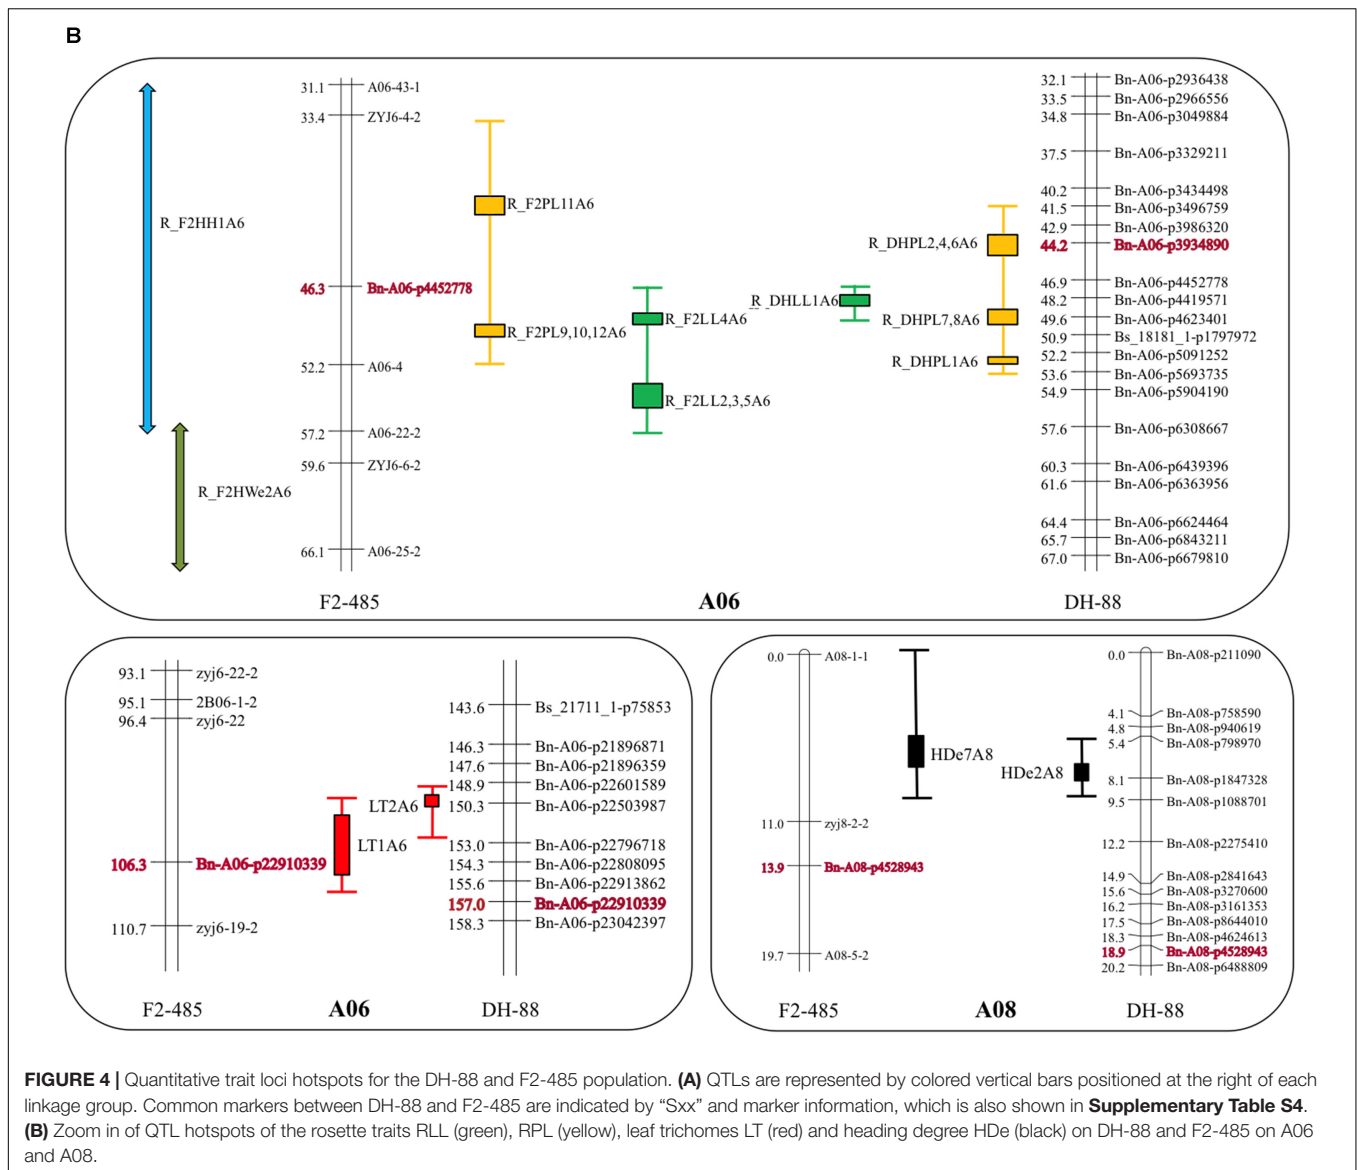 B
31.1 A06-43-1
33.4 ZYJ6-4-2
46.3 Bn-A06-p4452778
52.2 A06-4
57.2 A06-22-2
59.6 ZYJ6-6-2
66.1 A06-25-2
R_F2HH1A6
R_F2HWe2A6
R_F2PL11A6
R_F2PL9,10,12A6
R_F2LL4A6
R_F2LL2,3,5A6
R_DHLL1A6
R_DHPL2,4,6A6
R_DHPL7,8A6
R_DHPL1A6
32.1 Bn-A06-p2936438
33.5 Bn-A06-p2966556
34.8 Bn-A06-p3049884
37.5 Bn-A06-p3329211
40.2 Bn-A06-p3434498
41.5 Bn-A06-p3496759
42.9 Bn-A06-p3986320
44.2 Bn-A06-p3934890
46.9 Bn-A06-p4452778
48.2 Bn-A06-p4419571
49.6 Bn-A06-p4623401
50.9 Bs_18181_1-p1797972
52.2 Bn-A06-p5091252
53.6 Bn-A06-p5693735
54.9 Bn-A06-p5904190
57.6 Bn-A06-p6308667
60.3 Bn-A06-p6439396
61.6 Bn-A06-p6363956
64.4 Bn-A06-p6624464
65.7 Bn-A06-p6843211
67.0 Bn-A06-p6679810
F2-485 A06 DH-88
93.1 zyj6-22-2
95.1 2B06-1-2
96.4 zyj6-22
106.3 Bn-A06-p22910339
110.7 zyj6-19-2
LT1A6
LT2A6
143.6 Bs_21711_1-p75853
146.3 Bn-A06-p21896871
147.6 Bn-A06-p21896359
148.9 Bn-A06-p22601589
150.3 Bn-A06-p22503987
153.0 Bn-A06-p22796718
154.3 Bn-A06-p22808095
155.6 Bn-A06-p22913862
157.0 Bn-A06-p22910339
158.3 Bn-A06-p23042397
F2-485 A06 DH-88
0.0 A08-1-1
11.0 zyj8-2-2
13.9 Bn-A08-p4528943
19.7 A08-5-2
HDe7A8
HDe2A8
0.0 Bn-A08-p211090
4.1 Bn-A08-p758590
4.8 Bn-A08-p940619
5.4 Bn-A08-p798970
8.1 Bn-A08-p1847328
9.5 Bn-A08-p1088701
12.2 Bn-A08-p2275410
14.9 Bn-A08-p2841643
15.6 Bn-A08-p3270600
16.2 Bn-A08-p3161353
17.5 Bn-A08-p8644010
18.3 Bn-A08-p4624613
18.9 Bn-A08-p4528943
20.2 Bn-A08-p6488809
F2-485 A08 DH-88
FIGURE 4 | Quantitative trait loci hotspots for the DH-88 and F2-485 population. (A) QTLs are represented by colored vertical bars positioned at the right of each
linkage group. Common markers between DH-88 and F2-485 are indicated by “Sxx” and marker information, which is also shown in Supplementary Table S4.
(B) Zoom in of QTL hotspots of the rosette traits RLL (green), RPL (yellow), leaf trichomes LT (red) and heading degree HDe (black) on DH-88 and F2-485 on A06
and A08.